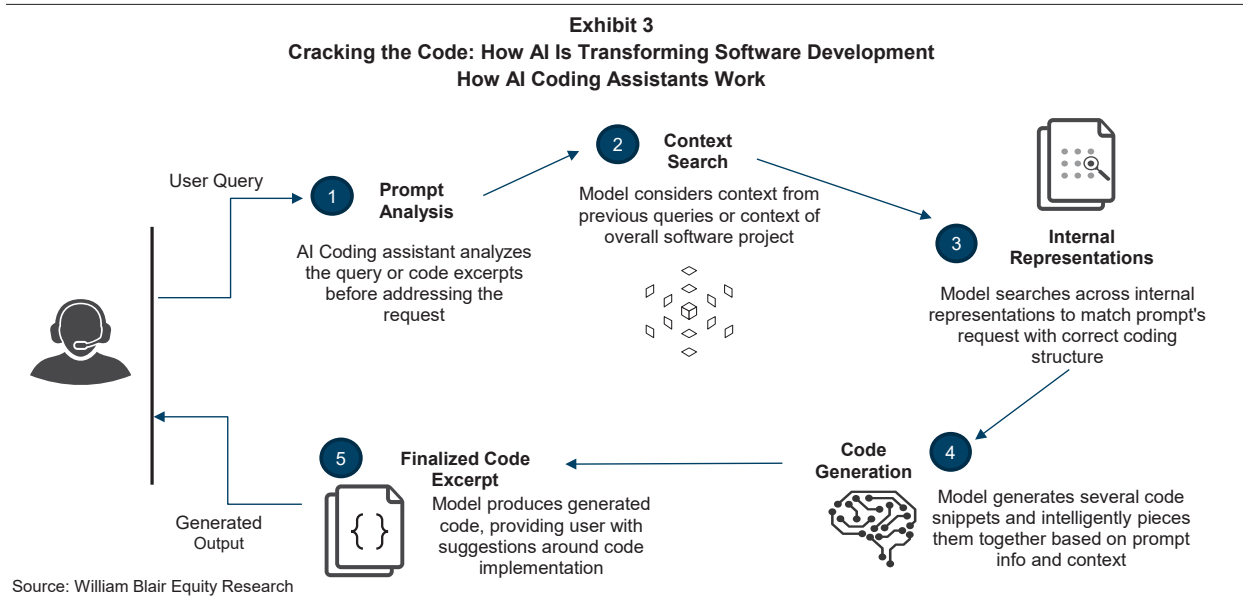 Exhibit 3
Cracking the Code: How AI Is Transforming Software Development
How AI Coding Assistants Work
User Query
1
Prompt
Analysis
AI Coding assistant analyzes
the query or code excerpts
before addressing the
request
2
Context
Search
Model considers context from
previous queries or context of
overall software project
3
Internal
Representations
Model searches across internal
representations to match prompt's
request with correct coding
structure
4
Code
Generation
Model generates several code
snippets and intelligently pieces
them together based on prompt
info and context
5
Finalized Code
Excerpt
{ }
Model produces generated
code, providing user with
suggestions around code
implementation
Generated
Output
Source: William Blair Equity Research